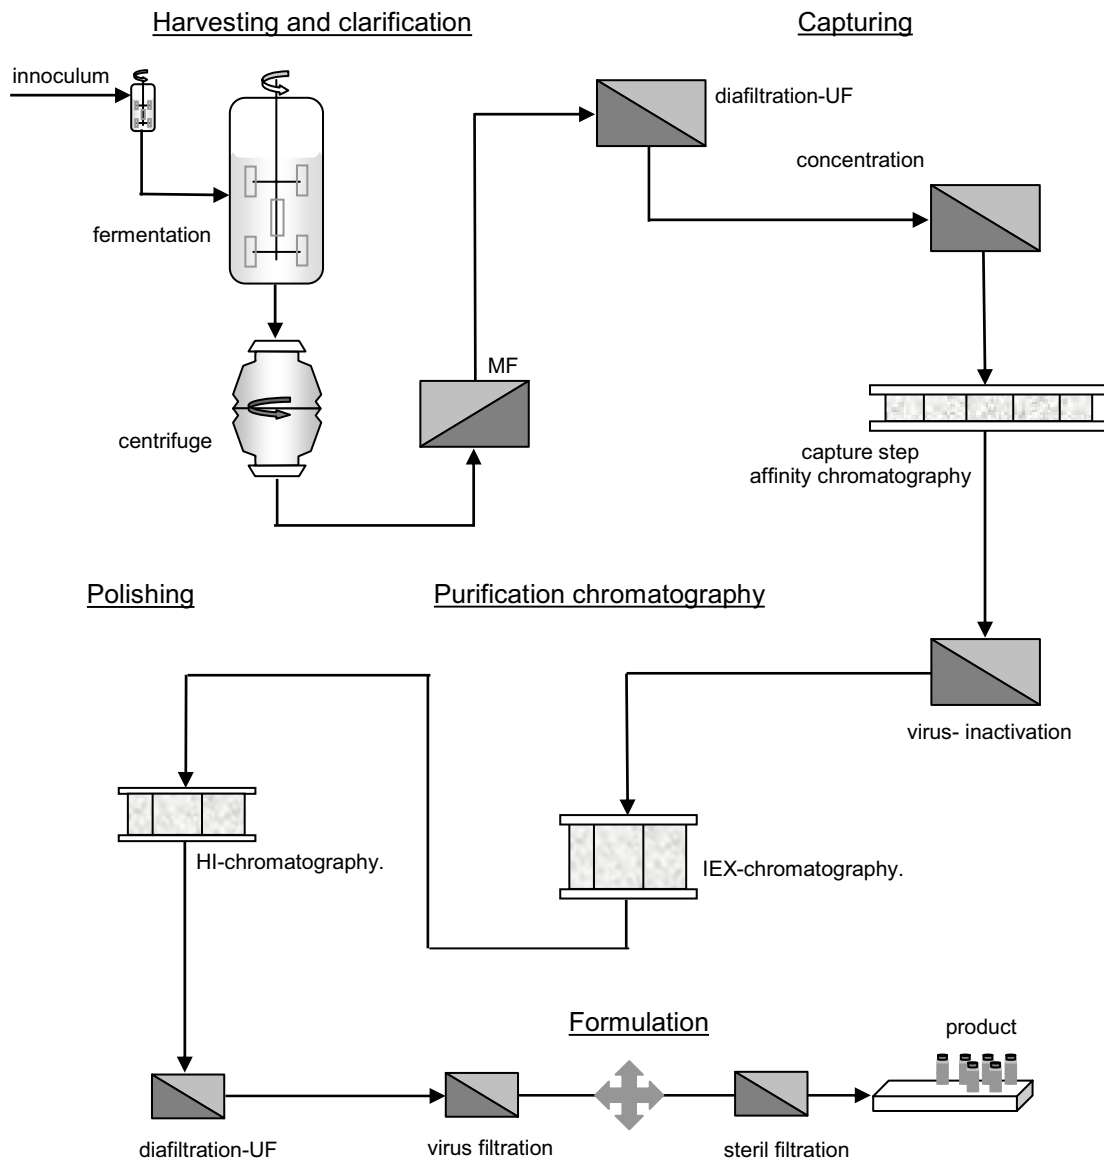 Harvesting and clarification
Capturing
innoculum
diafiltration-UF
concentration
fermentation
MF
centrifuge
capture step
affinity chromatography
Polishing
Purification chromatography
virus- inactivation
HI-chromatography.
IEX-chromatography.
Formulation
product
diafiltration-UF
virus filtration
steril filtration